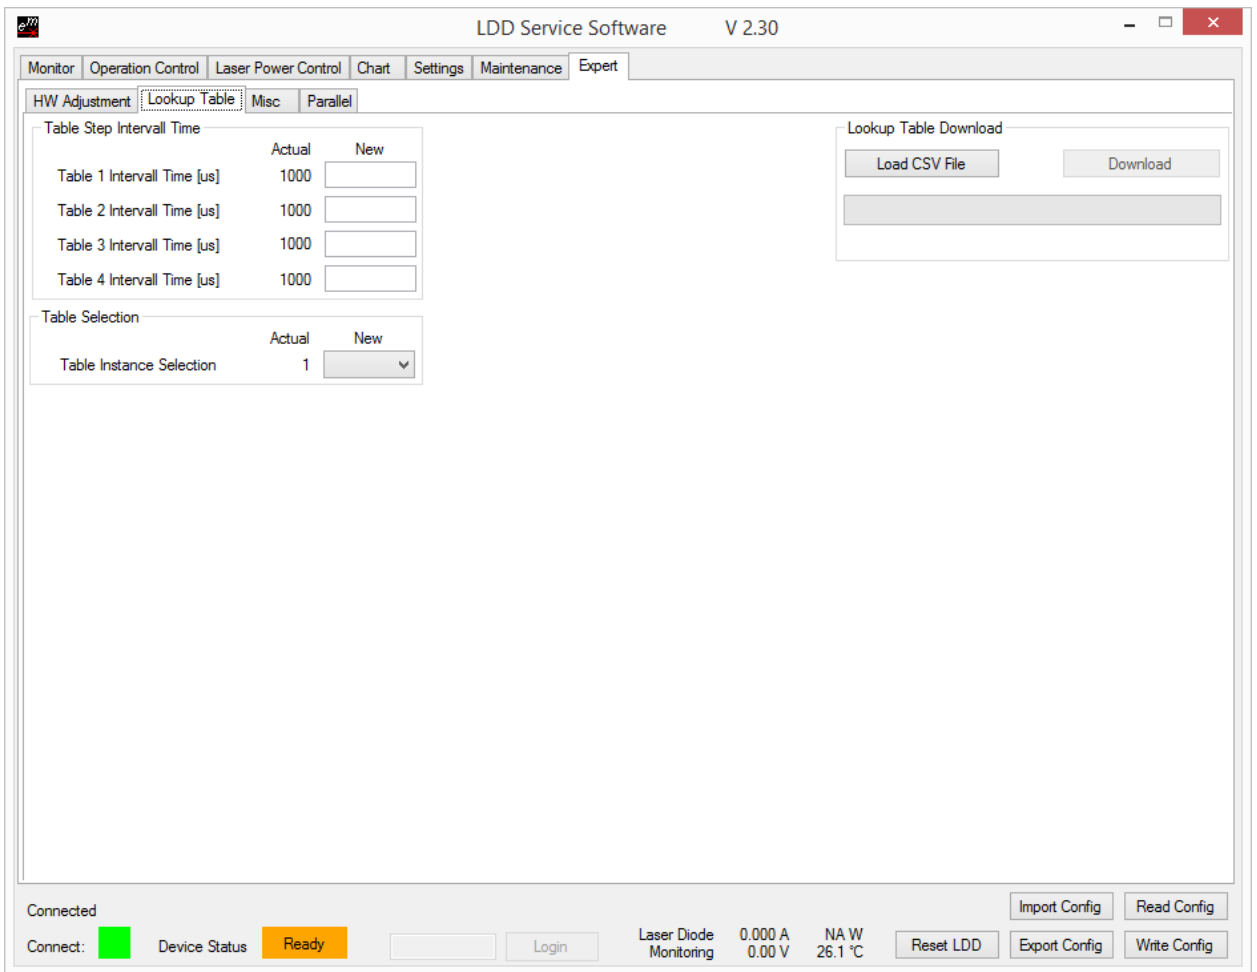 em
LDD Service Software V 2.30
Monitor Operation Control Laser Power Control Chart Settings Maintenance Expert
HW Adjustment Lookup Table Misc Parallel
Table Step Intervall Time
Actual New
Table 1 Intervall Time [us] 1000
Table 2 Intervall Time [us] 1000
Table 3 Intervall Time [us] 1000
Table 4 Intervall Time [us] 1000
Table Selection
Actual New
Table Instance Selection 1
Lookup Table Download
Load CSV File Download
Connected
Connect: Device Status Ready Login
Laser Diode 0.000 A NA W
Monitoring 0.00 V 26.1 °C
Import Config Read Config
Reset LDD Export Config Write Config